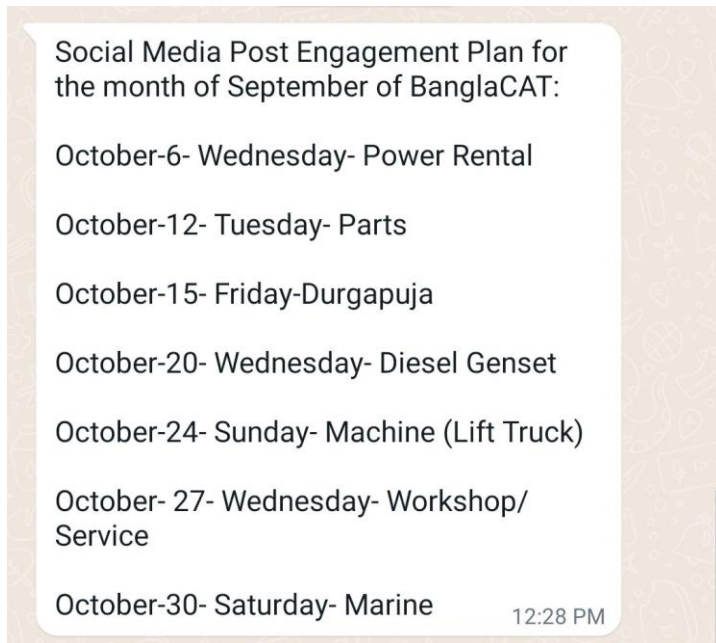 Social Media Post Engagement Plan for
the month of September of BanglaCAT:
October-6- Wednesday- Power Rental
October-12- Tuesday- Parts
October-15- Friday-Durgapuja
October-20- Wednesday- Diesel Genset
October-24- Sunday- Machine (Lift Truck)
October- 27- Wednesday- Workshop/
Service
October-30- Saturday- Marine
12:28 PM